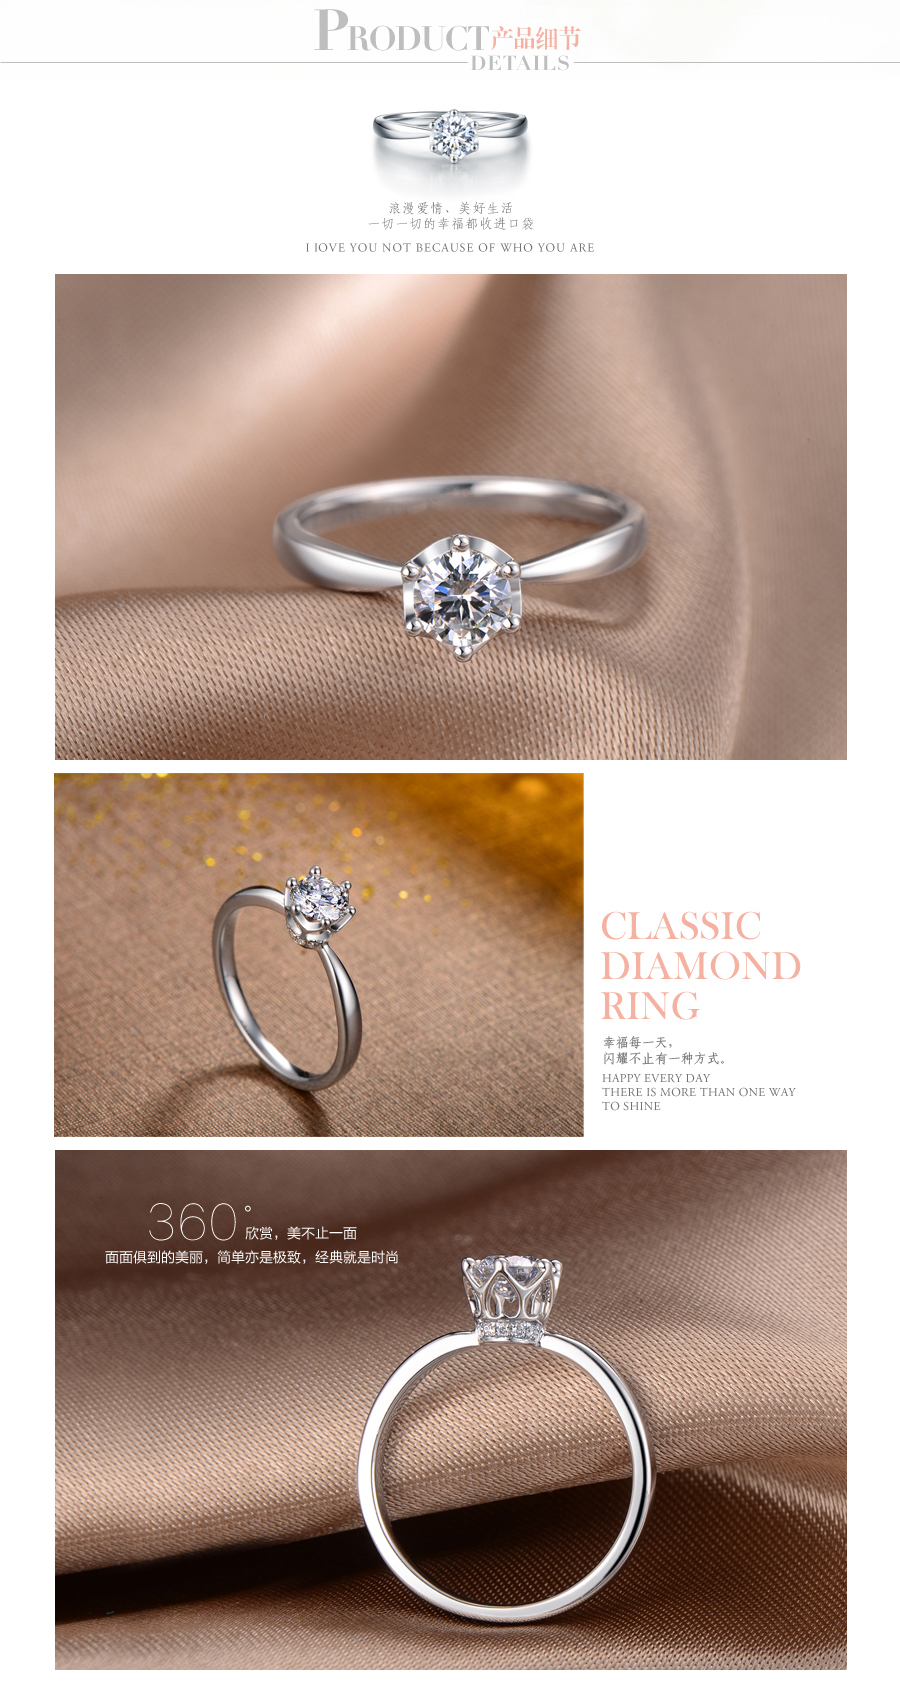 PRODUCT产品细节
DETAILS
浪漫爱情、美好生活
一切一切的幸福都收进口袋
I IOVE YOU NOT BECAUSE OF WHO YOU ARE
CLASSIC
DIAMOND
RING
幸福每一天，
闪耀不止有一种方式。
HAPPY EVERY DAY
THERE IS MORE THAN ONE WAY
TO SHINE
360°欣赏，美不止一面
面面俱到的美丽，简单亦是极致，经典就是时尚